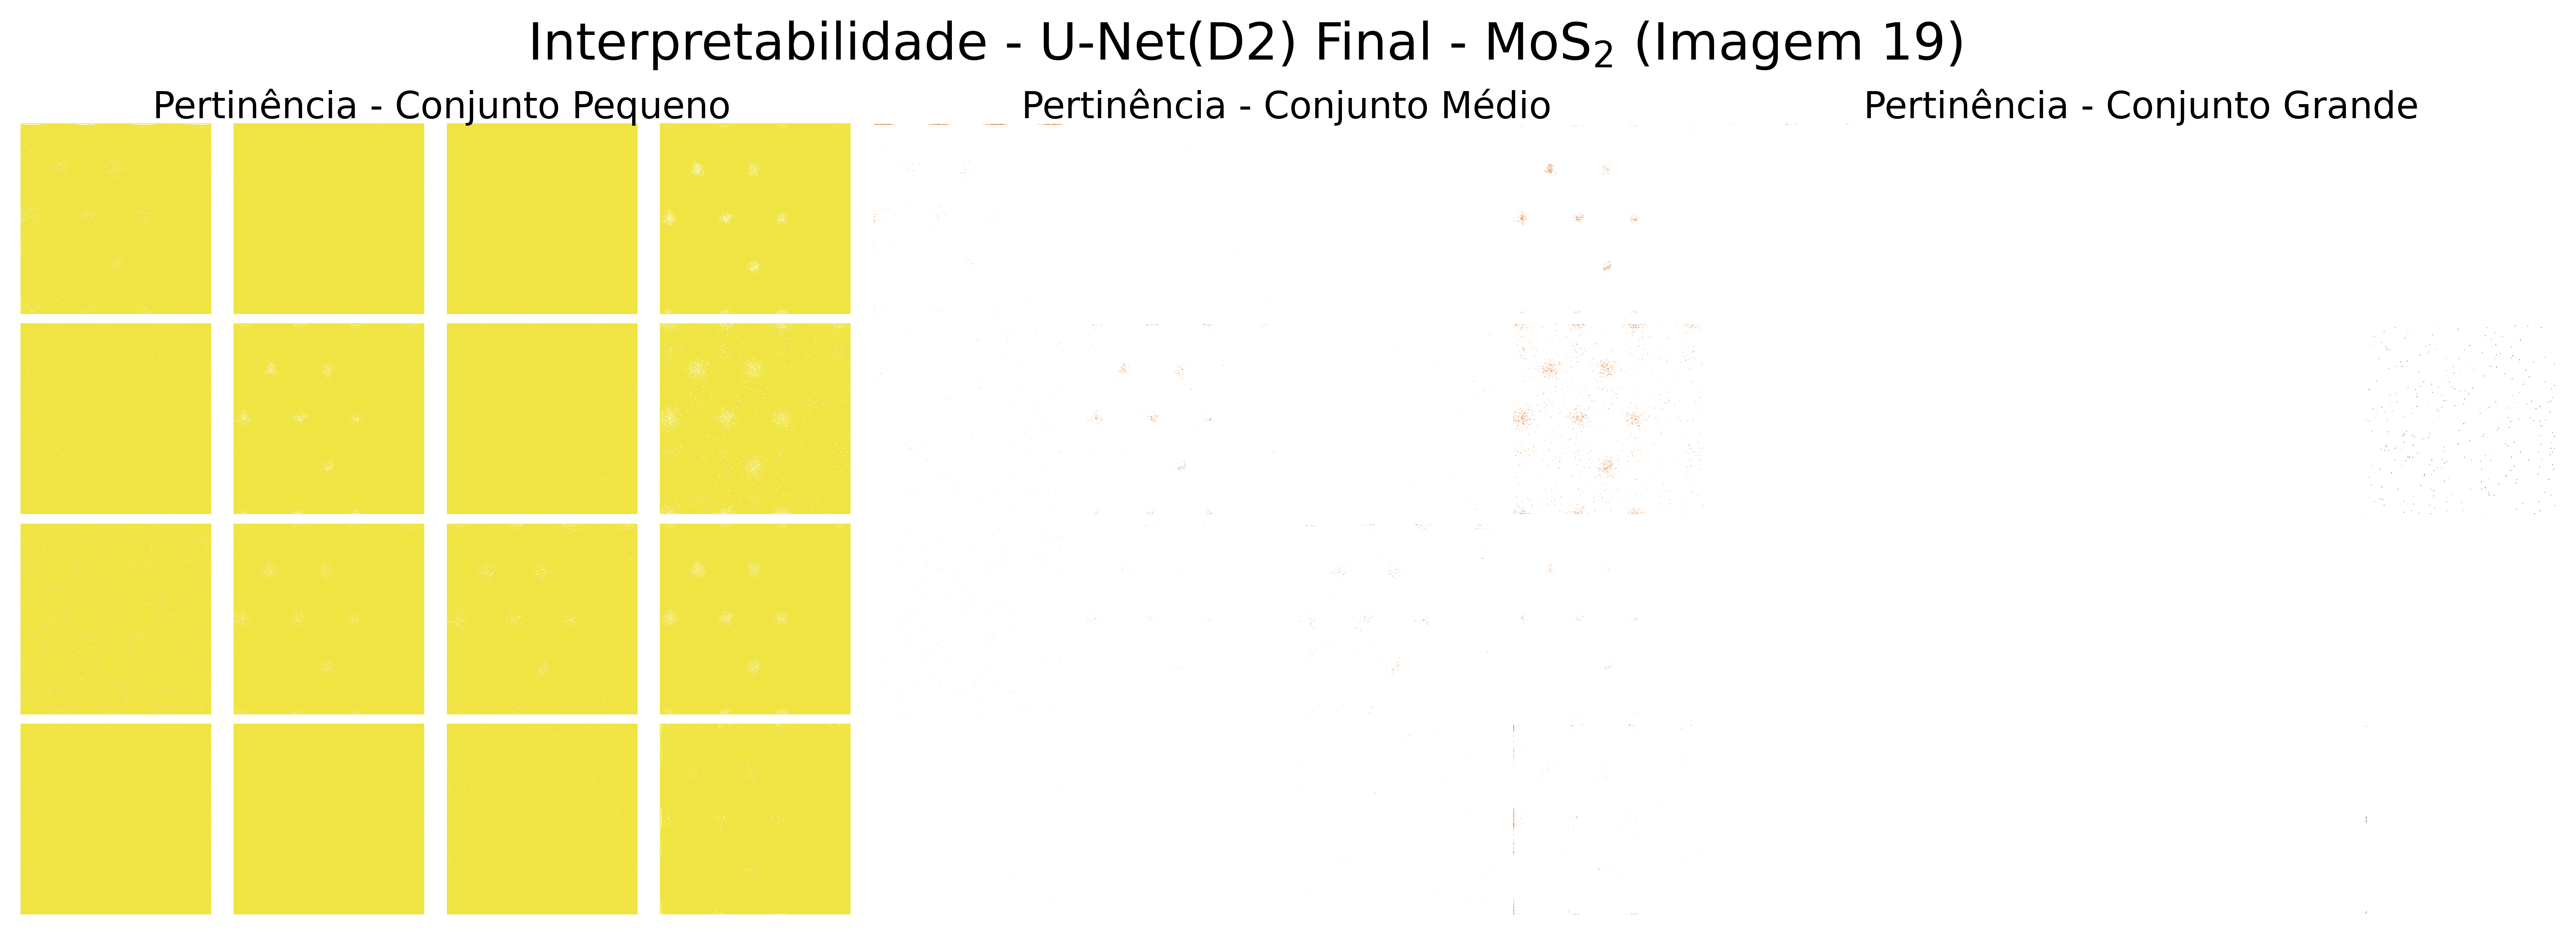 Interpretabilidade - U-Net(D2) Final - MoS₂ (Imagem 19)
Pertinência - Conjunto Pequeno
Pertinência - Conjunto Médio
Pertinência - Conjunto Grande